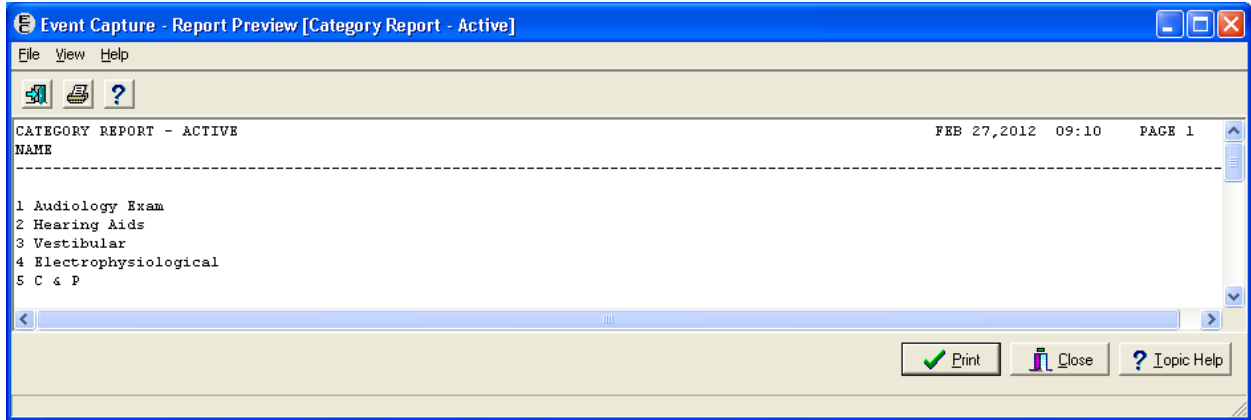 Event Capture - Report Preview [Category Report - Active]
File View Help
CATEGORY REPORT - ACTIVE FEB 27,2012 09:10 PAGE 1
NAME
1 Audiology Exam
2 Hearing Aids
3 Vestibular
4 Electrophysiological
5 C & P
Print Close ? Topic Help